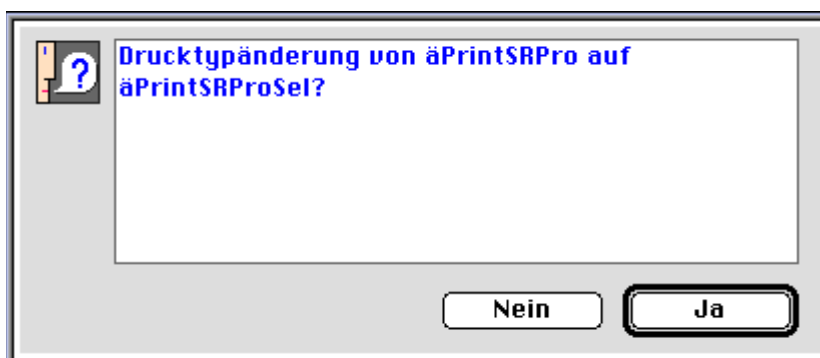 ?
Drucktypänderung von äPrintSRPro auf
äPrintSRProSel?
Nein
Ja